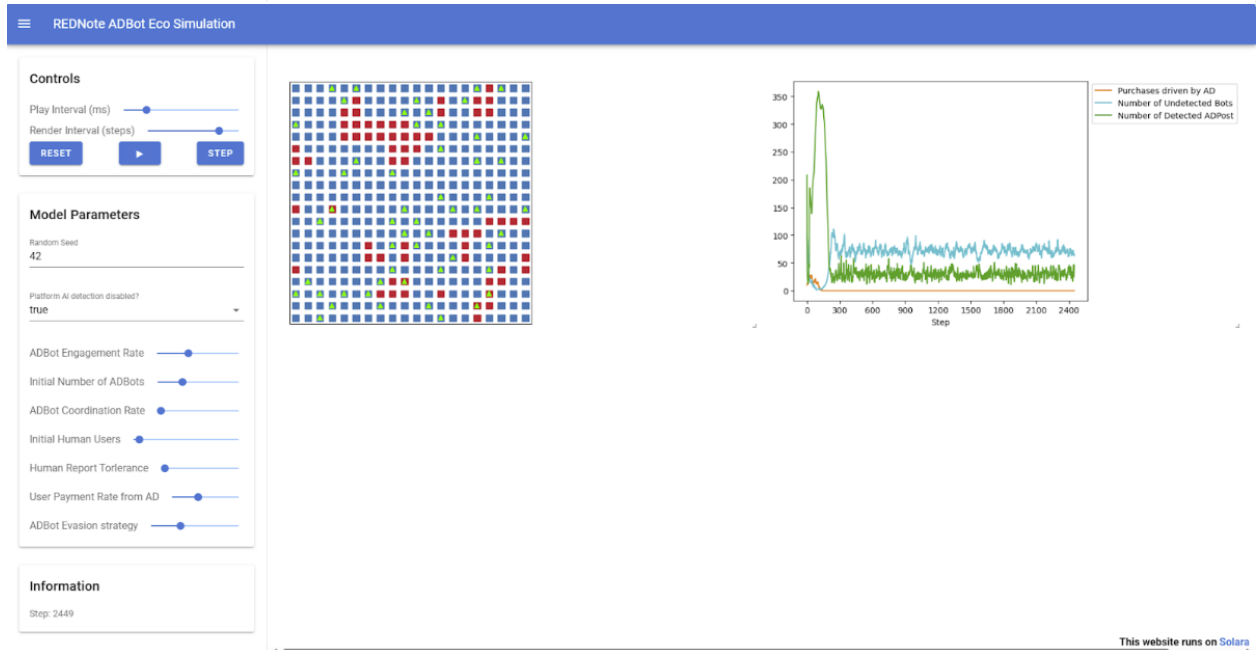 REDNote ADBot Eco Simulation
Controls
Play Interval (ms)
Render Interval (steps)
RESET
STEP
Model Parameters
Random Seed
42
Platform AI detection disabled?
true
ADBot Engagement Rate
Initial Number of ADBots
ADBot Coordination Rate
Initial Human Users
Human Report Torlerance
User Payment Rate from AD
ADBot Evasion strategy
Information
Step: 2449
350
300
250
200
150
100
50
0
0 300 600 900 1200 1500 1800 2100 2400
Step
Purchases driven by AD
Number of Undetected Bots
Number of Detected ADPost
This website runs on Solara